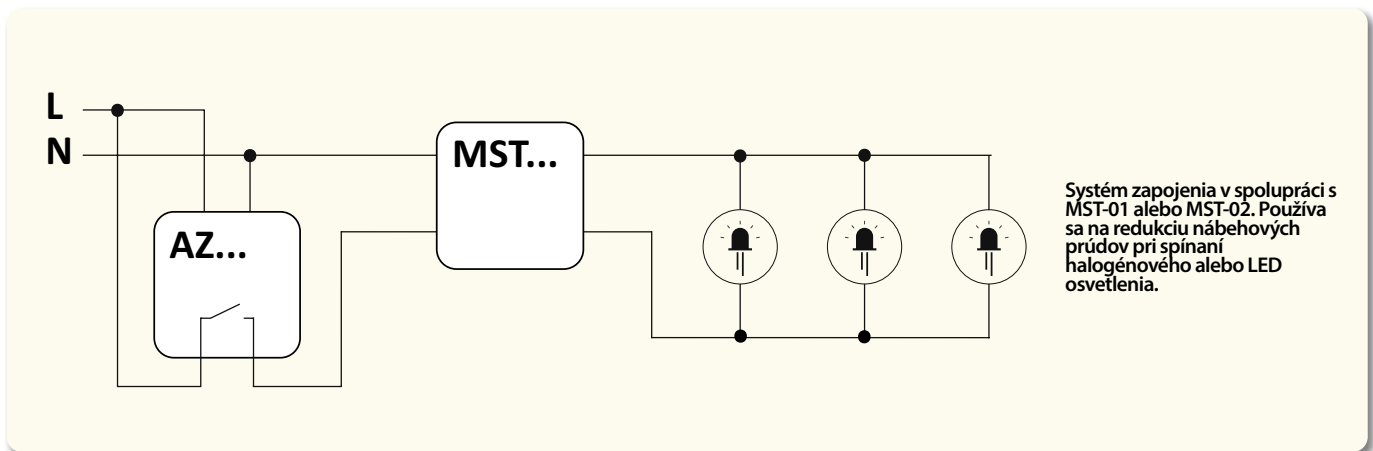 L
N
MST...
AZ...
Systém zapojenia v spolupráci s
MST-01 alebo MST-02. Používa
sa na redukciu nábehových
prúdov pri spínaní
halogénového alebo LED
osvetlenia.